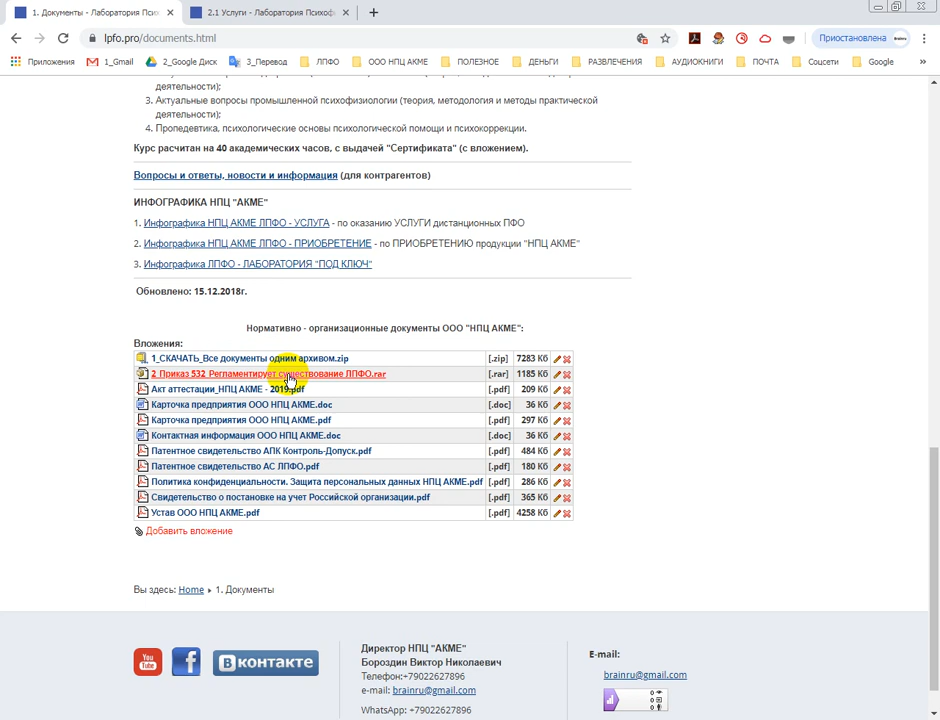 1. Документы - Лаборатория Псих
2.1 Услуги - Лаборатория Психоф
lpfo.pro/documents.html
Приостановлена
Приложения
1_Gmail
2_Google Диск
3_Перевод
ЛПФО
ООО НПЦ АКМЕ
ПОЛЕЗНОЕ
ДЕНЬГИ
РАЗВЛЕЧЕНИЯ
АУДИОКНИГИ
ПОЧТА
Соцсети
Google
»
деятельности);
3. Актуальные вопросы промышленной психофизиологии (теория, методология и методы практической
деятельности);
4. Пропедевтика, психологические основы психологической помощи и психокоррекции.
Курс расчитан на 40 академических часов, с выдачей "Сертификата" (с вложением).
Вопросы и ответы, новости и информация (для контрагентов)
ИНФОГРАФИКА НПЦ "АКМЕ"
1. Инфографика НПЦ АКМЕ ЛПФО - УСЛУГА - по оказанию УСЛУГИ дистанционных ПФО
2. Инфографика НПЦ АКМЕ ЛПФО - ПРИОБРЕТЕНИЕ - по ПРИОБРЕТЕНИЮ продукции "НПЦ АКМЕ"
3. Инфографика ЛПФО - ЛАБОРАТОРИЯ "ПОД КЛЮЧ"
Обновлено: 15.12.2018г.
Нормативно - организационные документы ООО "НПЦ АКМЕ":
Вложения:
1_СКАЧАТЬ_Все документы одним архивом.zip [.zip] 7283 Кб
2_Приказ 532_Регламентирует существование ЛПФО.rar [.rar] 1185 Кб
Акт аттестации_НПЦ АКМЕ - 2019.pdf [.pdf] 209 Кб
Карточка предприятия ООО НПЦ АКМЕ.doc [.doc] 36 Кб
Карточка предприятия ООО НПЦ АКМЕ.pdf [.pdf] 297 Кб
Контактная информация ООО НПЦ АКМЕ.doc [.doc] 36 Кб
Патентное свидетельство АПК Контроль-Допуск.pdf [.pdf] 484 Кб
Патентное свидетельство АС ЛПФО.pdf [.pdf] 180 Кб
Политика конфиденциальности. Защита персональных данных НПЦ АКМЕ.pdf [.pdf] 286 Кб
Свидетельство о постановке на учет Российской организации.pdf [.pdf] 365 Кб
Устав ООО НПЦ АКМЕ.pdf [.pdf] 4258 Кб
Добавить вложение
Вы здесь: Home 1. Документы
You Tube
f
В контакте
Директор НПЦ "АКМЕ"
Бороздин Виктор Николаевич
Телефон:+79022627896
e-mail: brainru@gmail.com
WhatsApp: +79022627896
E-mail:
brainru@gmail.com